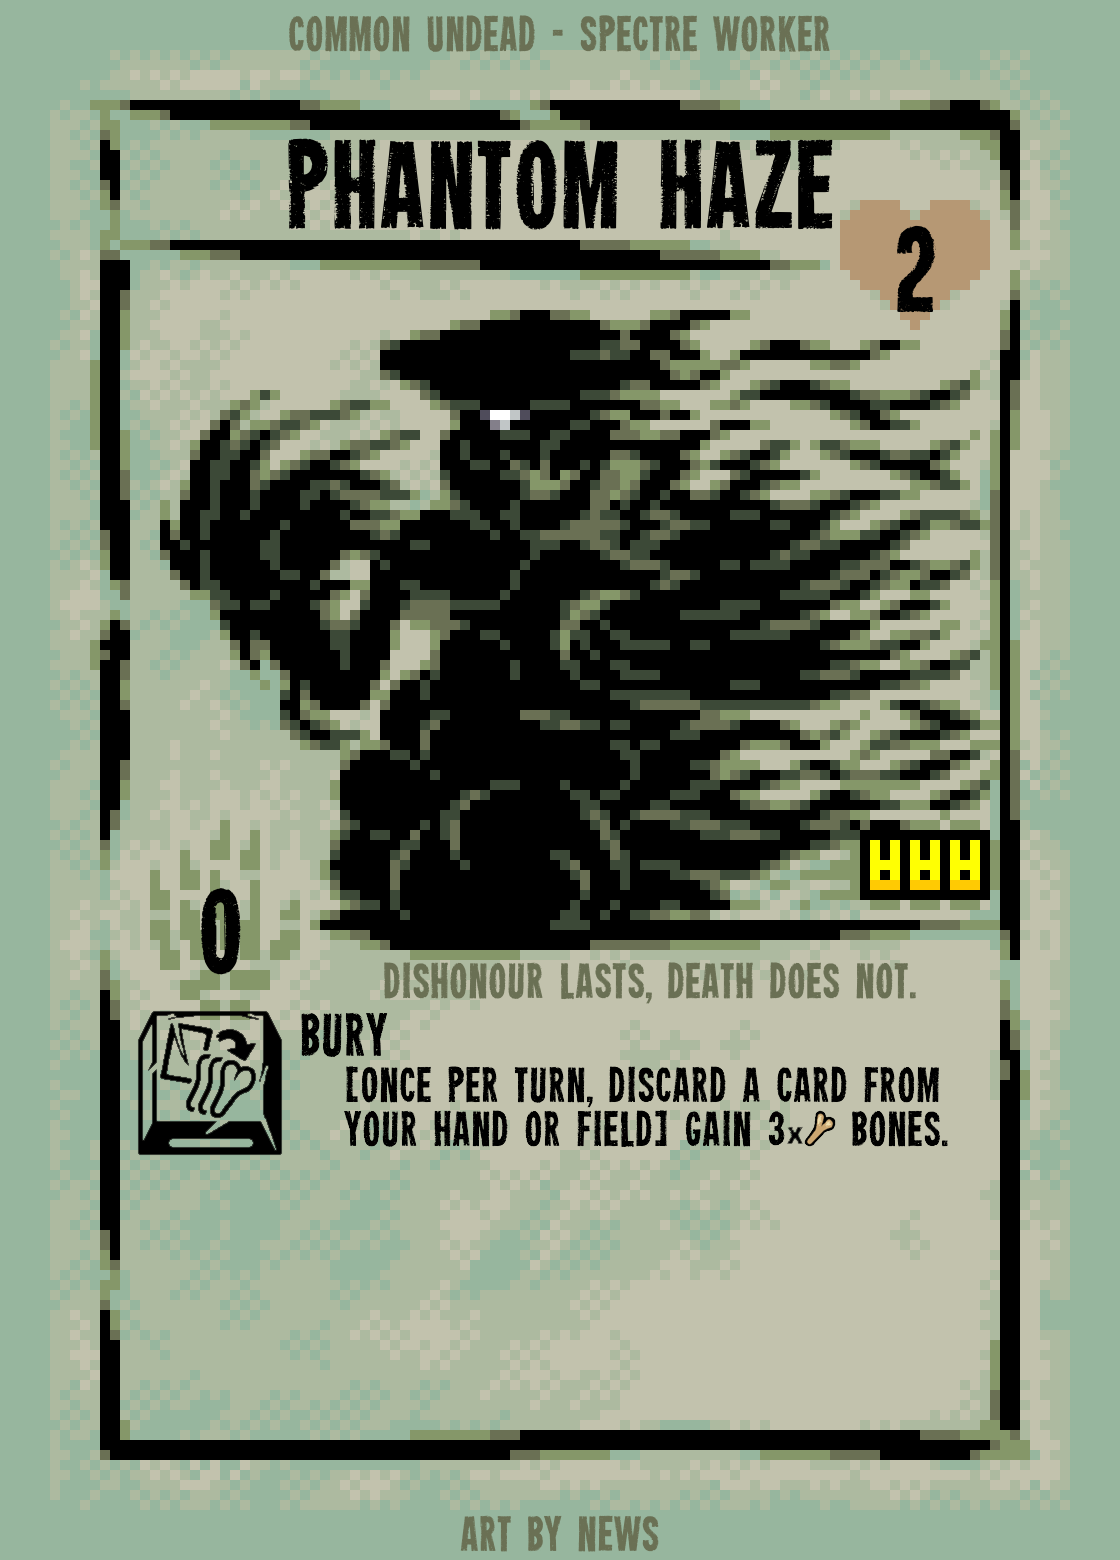 COMMON UNDEAD - SPECTRE WORKER
PHANTOM HAZE
2
0
DISHONOUR LASTS, DEATH DOES NOT.
BURY
[ONCE PER TURN, DISCARD A CARD FROM
YOUR HAND OR FIELD] GAIN 3x BONES.
ART BY NEWS